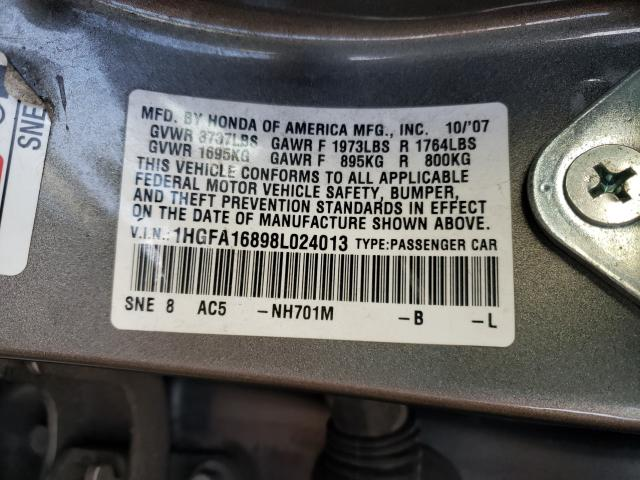 MFD. BY HONDA OF AMERICA MFG., INC. 10/'07
GVWR 3737LBS GAWR F 1973LBS R 1764LBS
GVWR 1695KG GAWR F 895KG R 800KG
THIS VEHICLE CONFORMS TO ALL APPLICABLE
FEDERAL MOTOR VEHICLE SAFETY, BUMPER,
AND THEFT PREVENTION STANDARDS IN EFFECT
ON THE DATE OF MANUFACTURE SHOWN ABOVE.
V.I.N.:1HGFA16898L024013 TYPE:PASSENGER CAR
SNE 8 AC5 -NH701M -B -L
SNE